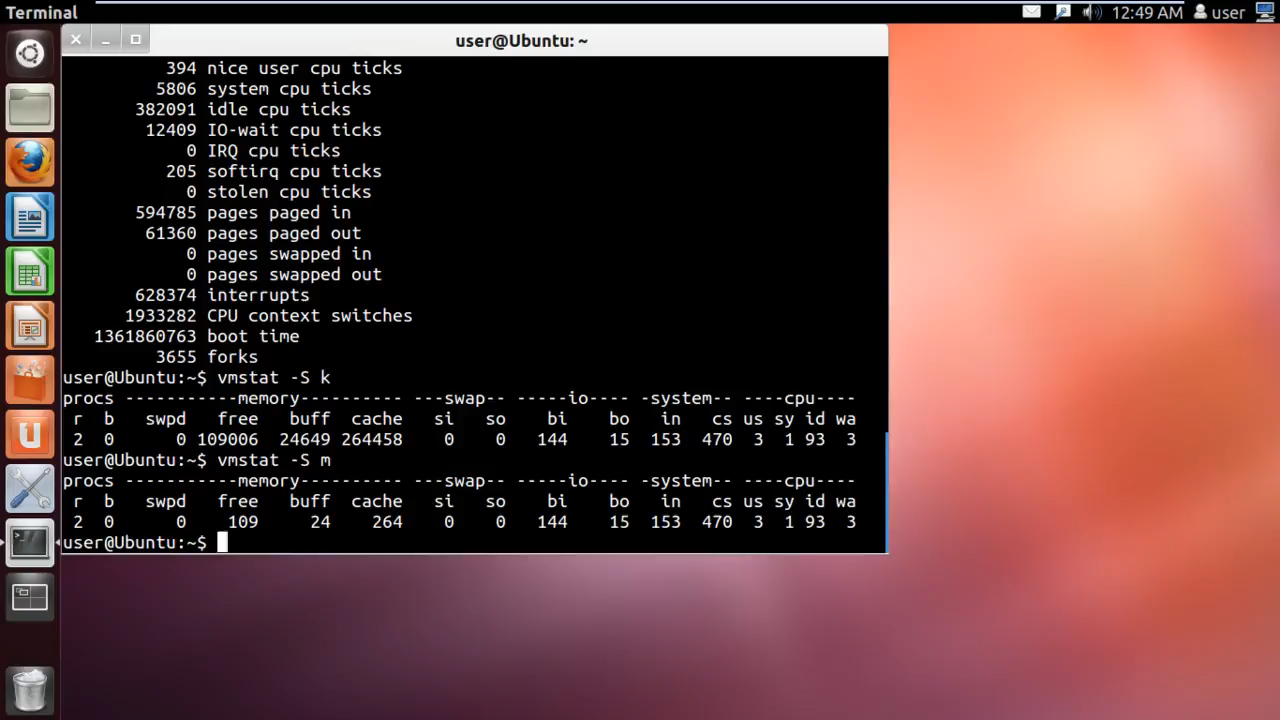 Terminal
12:49 AM user
user@Ubuntu: ~
394 nice user cpu ticks
5806 system cpu ticks
382091 idle cpu ticks
12409 IO-wait cpu ticks
0 IRQ cpu ticks
205 softirq cpu ticks
0 stolen cpu ticks
594785 pages paged in
61360 pages paged out
0 pages swapped in
0 pages swapped out
628374 interrupts
1933282 CPU context switches
1361860763 boot time
3655 forks
user@Ubuntu:~$ vmstat -S k
procs -----------memory---------- ---swap-- -----io---- -system-- ----cpu----
r b swpd free buff cache si so bi bo in cs us sy id wa
2 0 0 109006 24649 264458 0 0 144 15 153 470 3 1 93 3
user@Ubuntu:~$ vmstat -S m
procs -----------memory---------- ---swap-- -----io---- -system-- ----cpu----
r b swpd free buff cache si so bi bo in cs us sy id wa
2 0 0 109 24 264 0 0 144 15 153 470 3 1 93 3
user@Ubuntu:~$